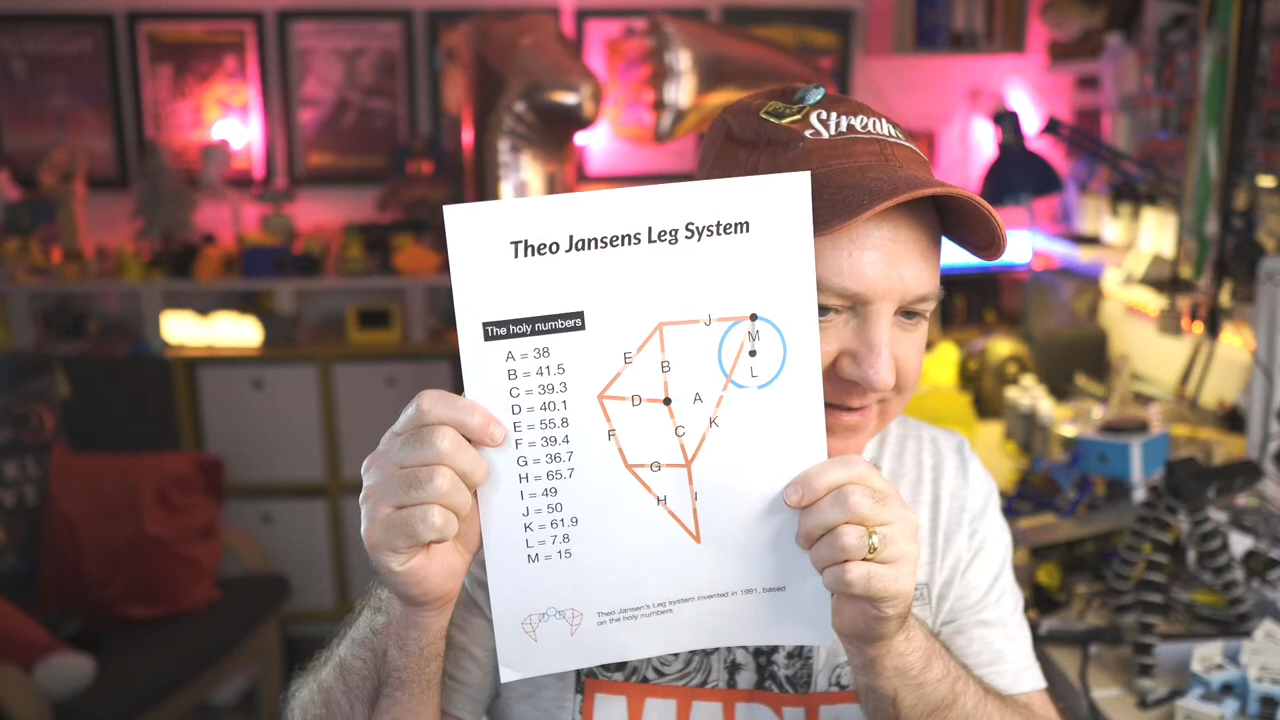 Strean
Theo Jansens Leg System
The holy numbers
A = 38
B = 41.5
C = 39.3
D = 40.1
E = 55.8
F = 39.4
G = 36.7
H = 65.7
I = 49
J = 50
K = 61.9
L = 7.8
M = 15
J
M
E
B
L
D
A
K
F
C
G
H
I
Theo Jansen's Leg system invented in 1991, based
on the holy numbers